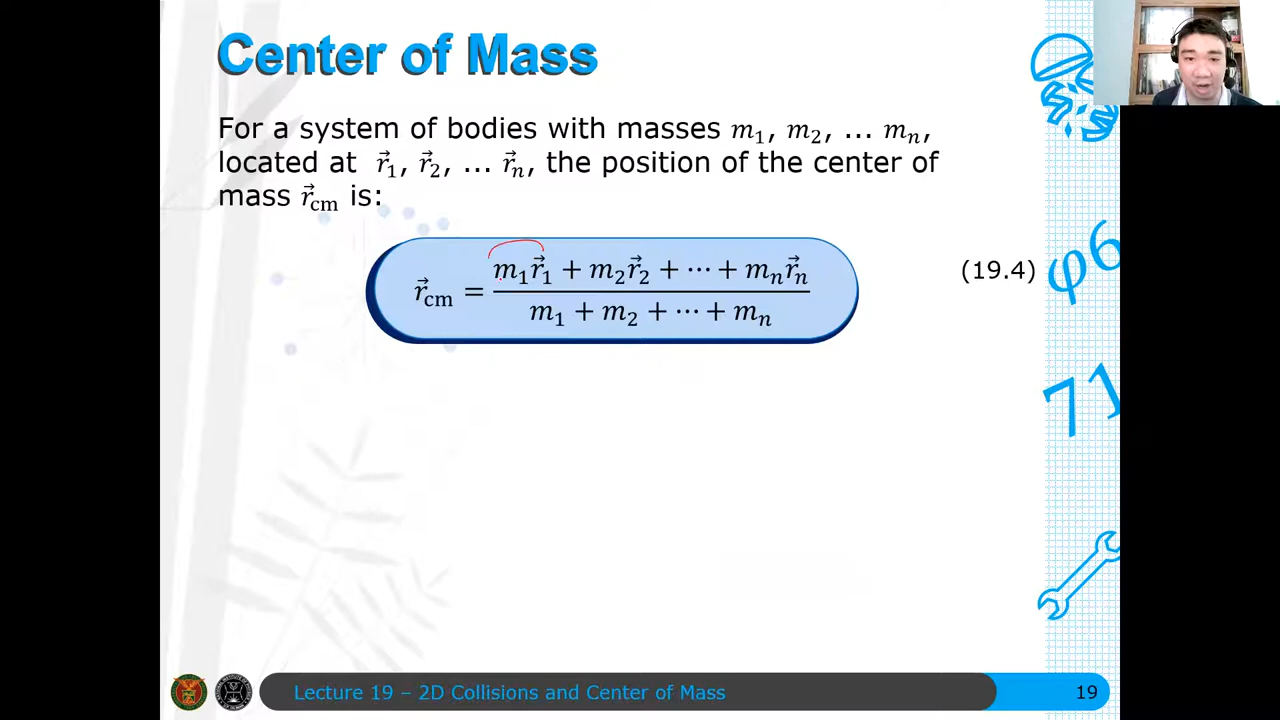 Center of Mass
For a system of bodies with masses m₁, m₂, … mₙ,
located at r⃗₁, r⃗₂, … r⃗ₙ, the position of the center of
mass r⃗cm is:
r⃗cm = (m₁r⃗₁ + m₂r⃗₂ + ⋯ + mₙr⃗ₙ) / (m₁ + m₂ + ⋯ + mₙ)
(19.4)
φ6
71
Lecture 19 – 2D Collisions and Center of Mass
19